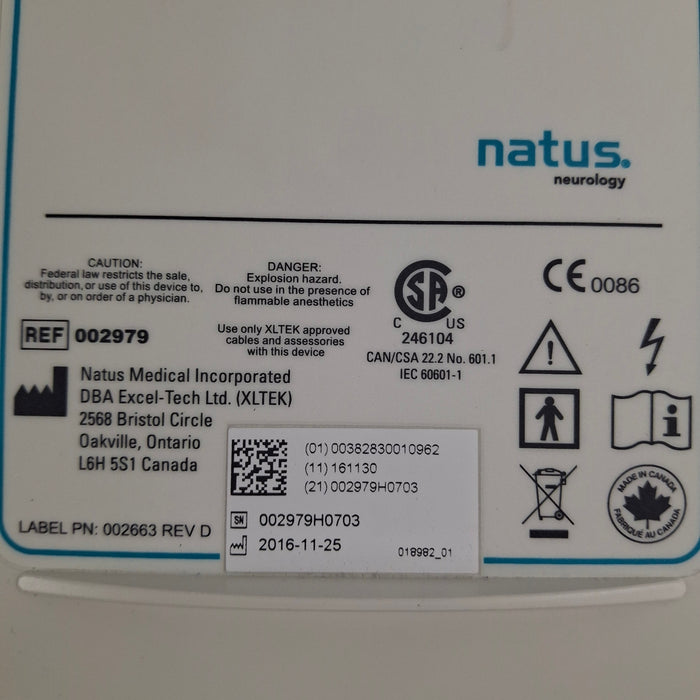 natus.
neurology
CAUTION:
Federal law restricts the sale,
distribution, or use of this device to,
by, or on order of a physician.
DANGER:
Explosion hazard.
Do not use in the presence of
flammable anesthetics
Use only XLTEK approved
cables and accessories
with this device
CSA ®
C US
246104
CAN/CSA 22.2 No. 601.1
IEC 60601-1
CE 0086
REF 002979
Natus Medical Incorporated
DBA Excel-Tech Ltd. (XLTEK)
2568 Bristol Circle
Oakville, Ontario
L6H 5S1 Canada
LABEL PN: 002663 REV D
(01) 00382830010962
(11) 161130
(21) 002979H0703
SN 002979H0703
2016-11-25
018982_01
MADE IN CANADA
FABRIQUÉ AU CANADA